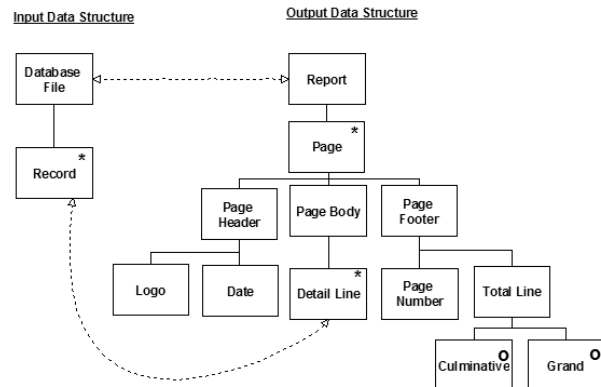 Input Data Structure
Output Data Structure
Database
File
Report
*
Page
*
Record
Page
Header
Page Body
Page
Footer
Logo
Date
*
Detail Line
Page
Number
Total Line
O
Culminative
O
Grand